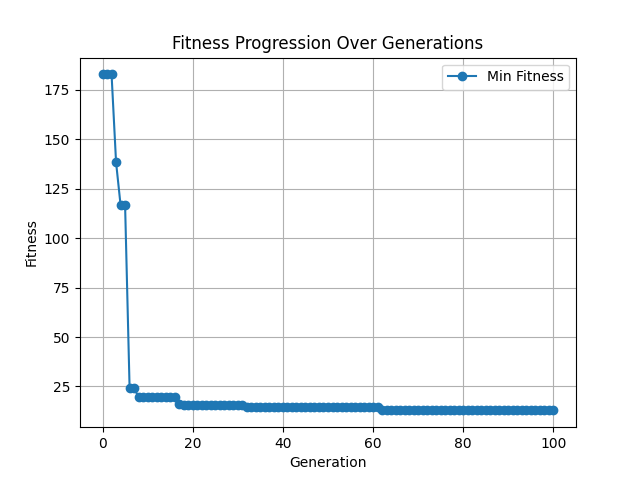 Fitness Progression Over Generations
Min Fitness
175
150
125
100
75
50
25
Fitness
0 20 40 60 80 100
Generation